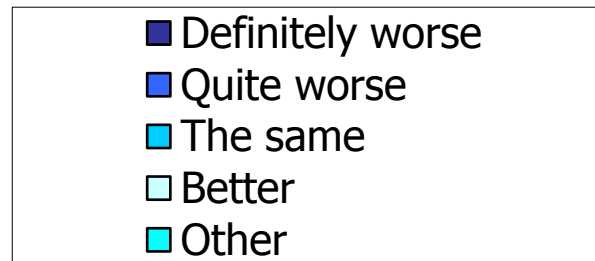 Definitely worse
Quite worse
The same
Better
Other